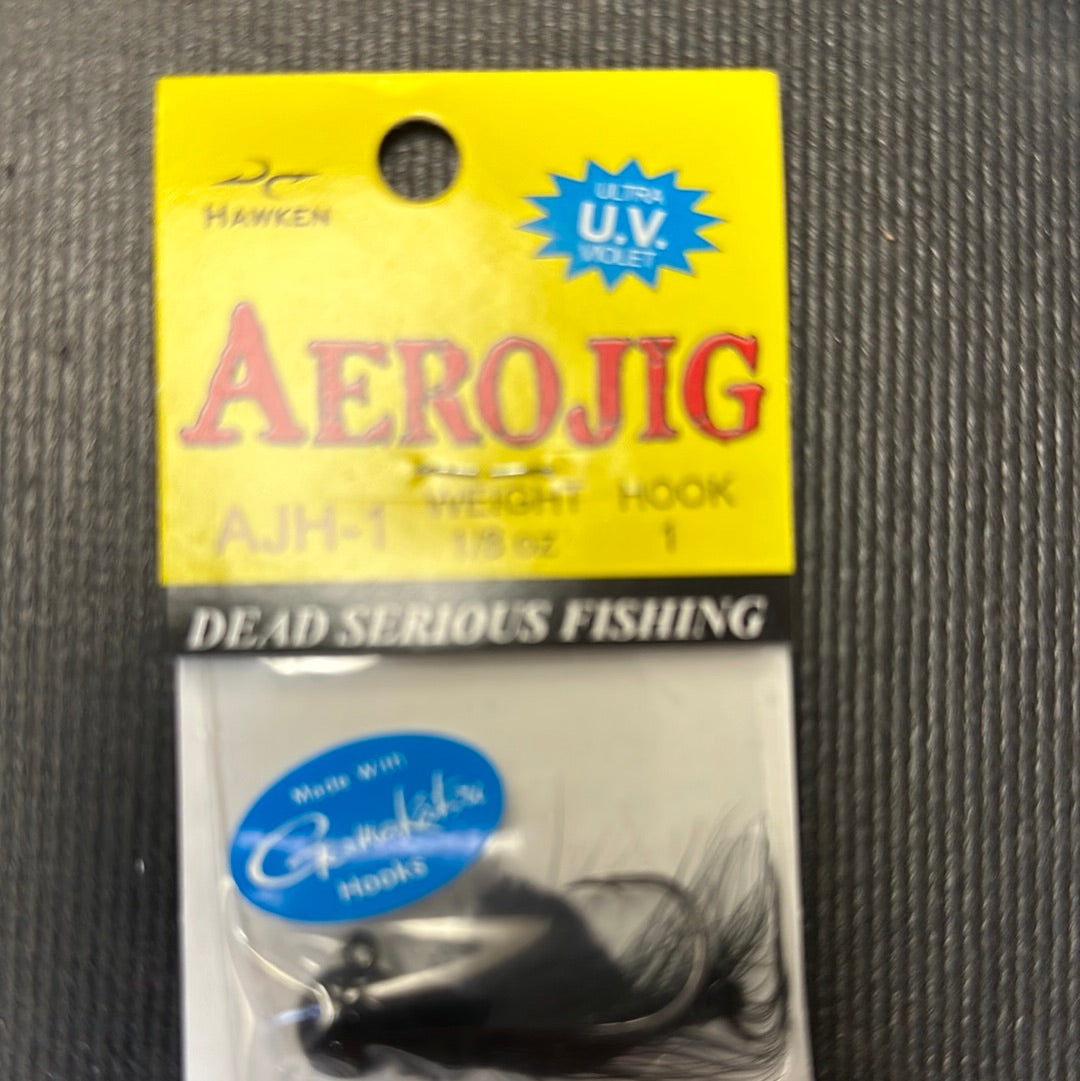 HAWKEN
ULTRA
U.V.
VIOLET
AEROJIG
AJH-1 WEIGHT HOOK
1/8 oz 1
DEAD SERIOUS FISHING
Made With
Gamakatsu
Hooks